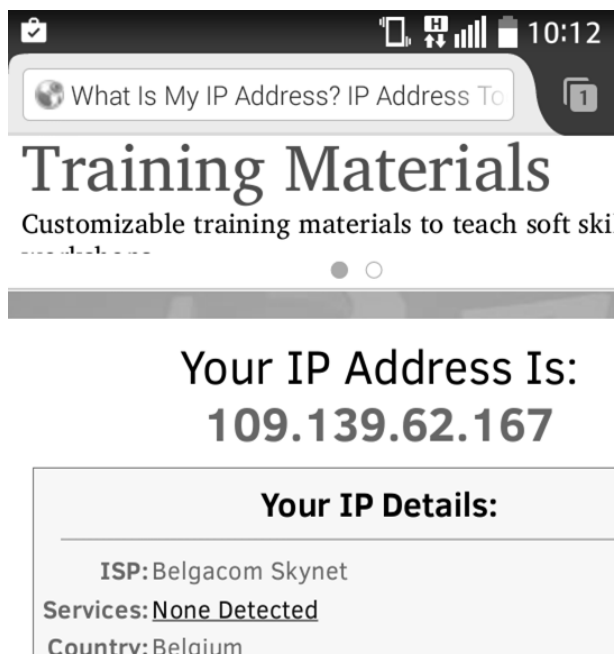 H 10:12
What Is My IP Address? IP Address To
1
Training Materials
Customizable training materials to teach soft ski
Your IP Address Is:
109.139.62.167
Your IP Details:
ISP: Belgacom Skynet
Services: None Detected
Country: Belgium